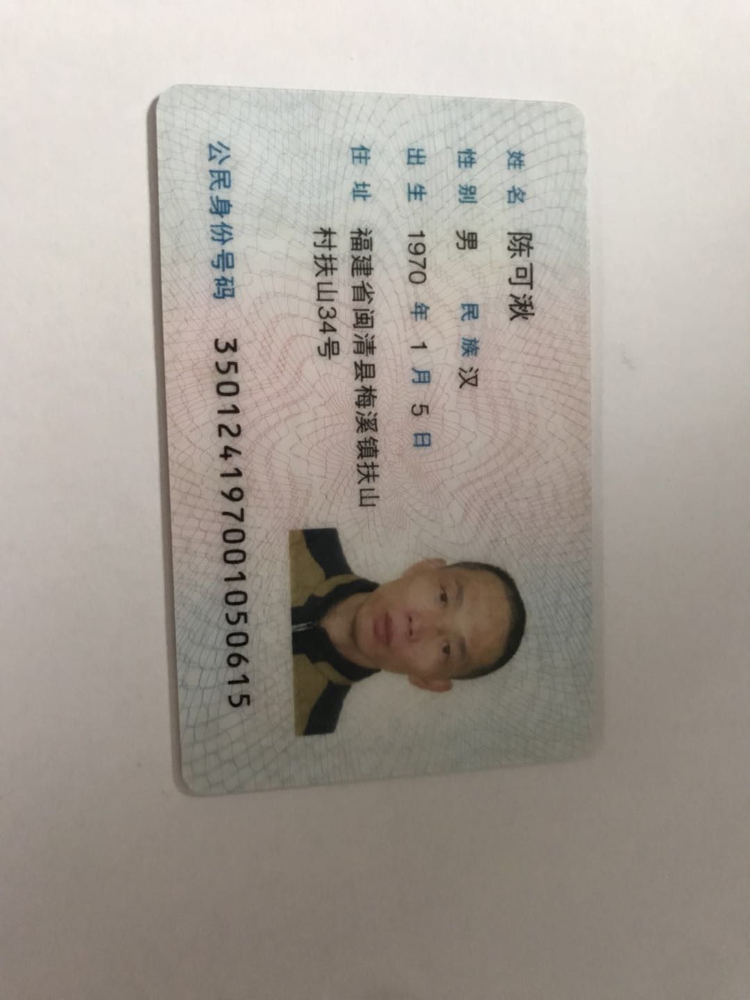 姓名 陈可湫
性别 男 民族 汉
出生 1970 年 1 月 5 日
住址 福建省闽清县梅溪镇扶山
村扶山34号
公民身份号码 350124197001050615